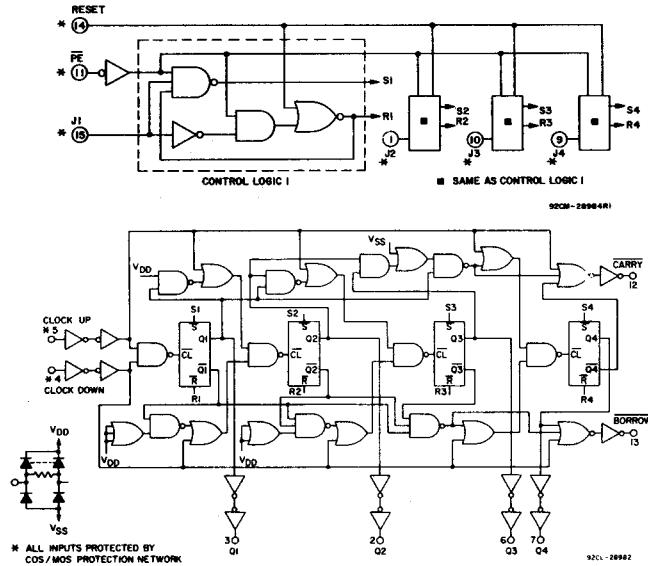 RESET
* 14
PE
* 11
J1
* 15
S1
R1
CONTROL LOGIC 1
S2
R2
1
J2
*
S3
R3
10
J3
*
S4
R4
9
J4
*
■ SAME AS CONTROL LOGIC 1
92CM-28984R1
VSS
VDD
CARRY
12
CLOCK UP
* 5
* 4
CLOCK DOWN
S1
S
Q1
CL
Q1
R
R1
S2
S
Q2
CL
Q2
R
R2
S3
S
Q3
CL
Q3
R
R3
S4
S
Q4
CL
Q4
R
R4
VDD
VDD
BORROW
13
VDD
VSS
3 Q1
2 Q2
6 Q3
7 Q4
* ALL INPUTS PROTECTED BY
COS/MOS PROTECTION NETWORK
92CL-28982